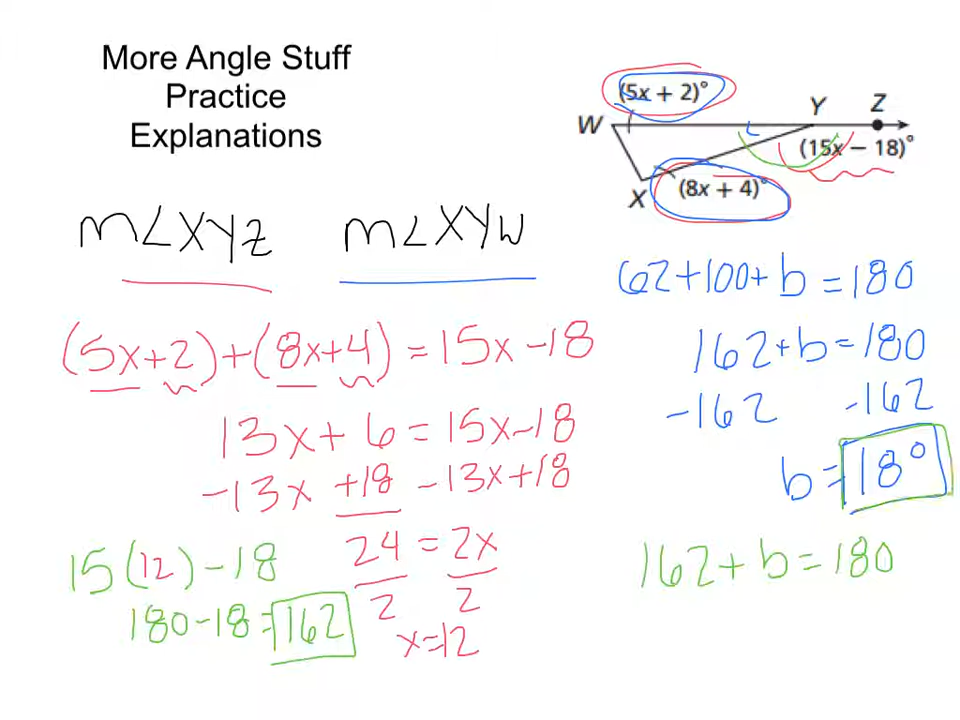 More Angle Stuff
Practice
Explanations
(5x + 2)°
W
Y
Z
(15x − 18)°
X
(8x + 4)°
m∠XYZ
m∠XYW
(5x+2)+(8x+4)=15x-18
13x+6=15x-18
-13x +18 -13x+18
24 = 2x
2 2
x=12
15(12)-18
180-18=162
62+100+b=180
162+b=180
-162 -162
b=18°
162+b=180